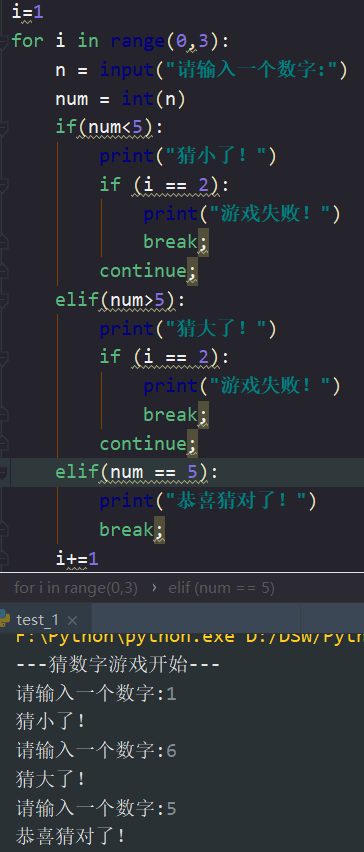 i=1
for i in range(0,3):
    n = input("请输入一个数字:")
    num = int(n)
    if(num<5):
        print("猜小了！")
        if (i == 2):
            print("游戏失败！")
            break;
        continue;
    elif(num>5):
        print("猜大了！")
        if (i == 2):
            print("游戏失败！")
            break;
        continue;
    elif(num == 5):
        print("恭喜猜对了！")
        break;
    i+=1
for i in range(0,3) › elif (num == 5)
test_1 ×
F:\Python\python.exe D:/DSW/Pyth
---猜数字游戏开始---
请输入一个数字:1
猜小了！
请输入一个数字:6
猜大了！
请输入一个数字:5
恭喜猜对了！